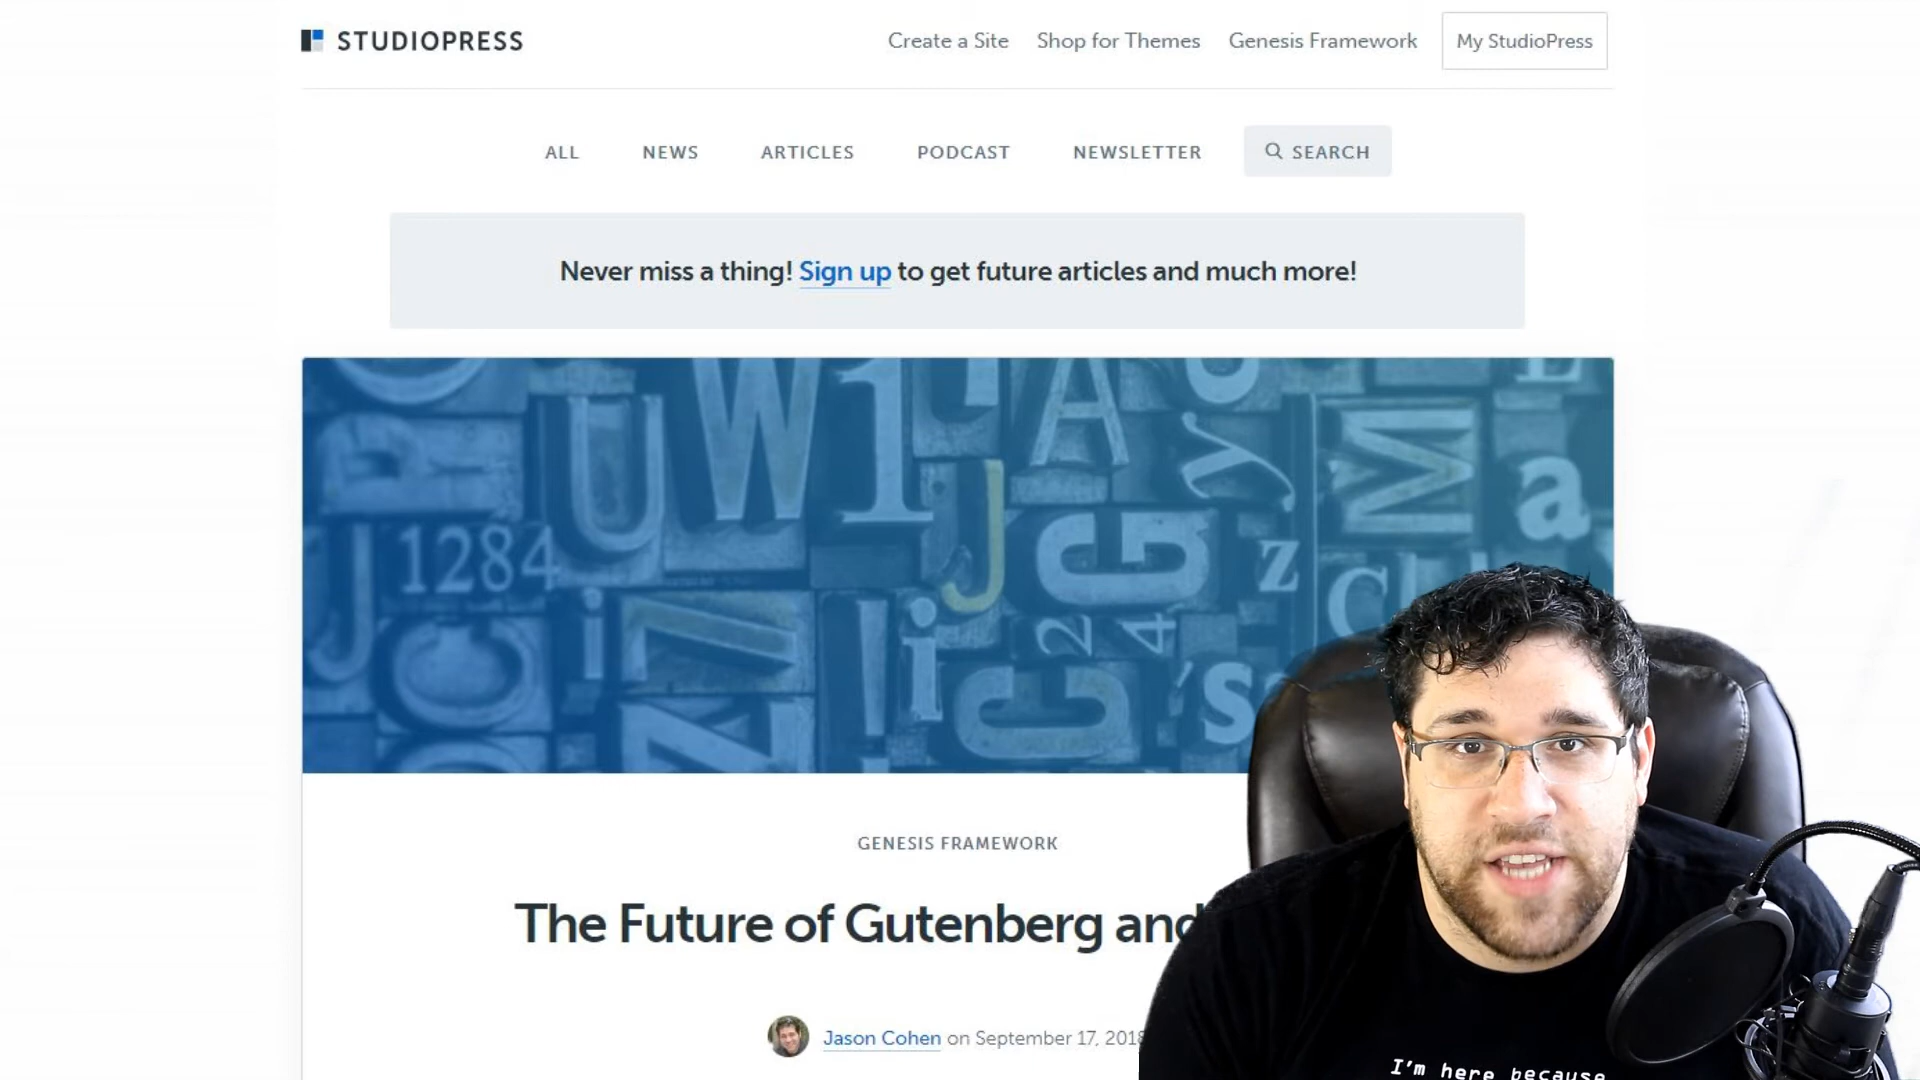 STUDIOPRESS
Create a Site Shop for Themes Genesis Framework My StudioPress
ALL NEWS ARTICLES PODCAST NEWSLETTER SEARCH
Never miss a thing! Sign up to get future articles and much more!
1284
GENESIS FRAMEWORK
The Future of Gutenberg and
Jason Cohen on September 17, 2018
I'm here because